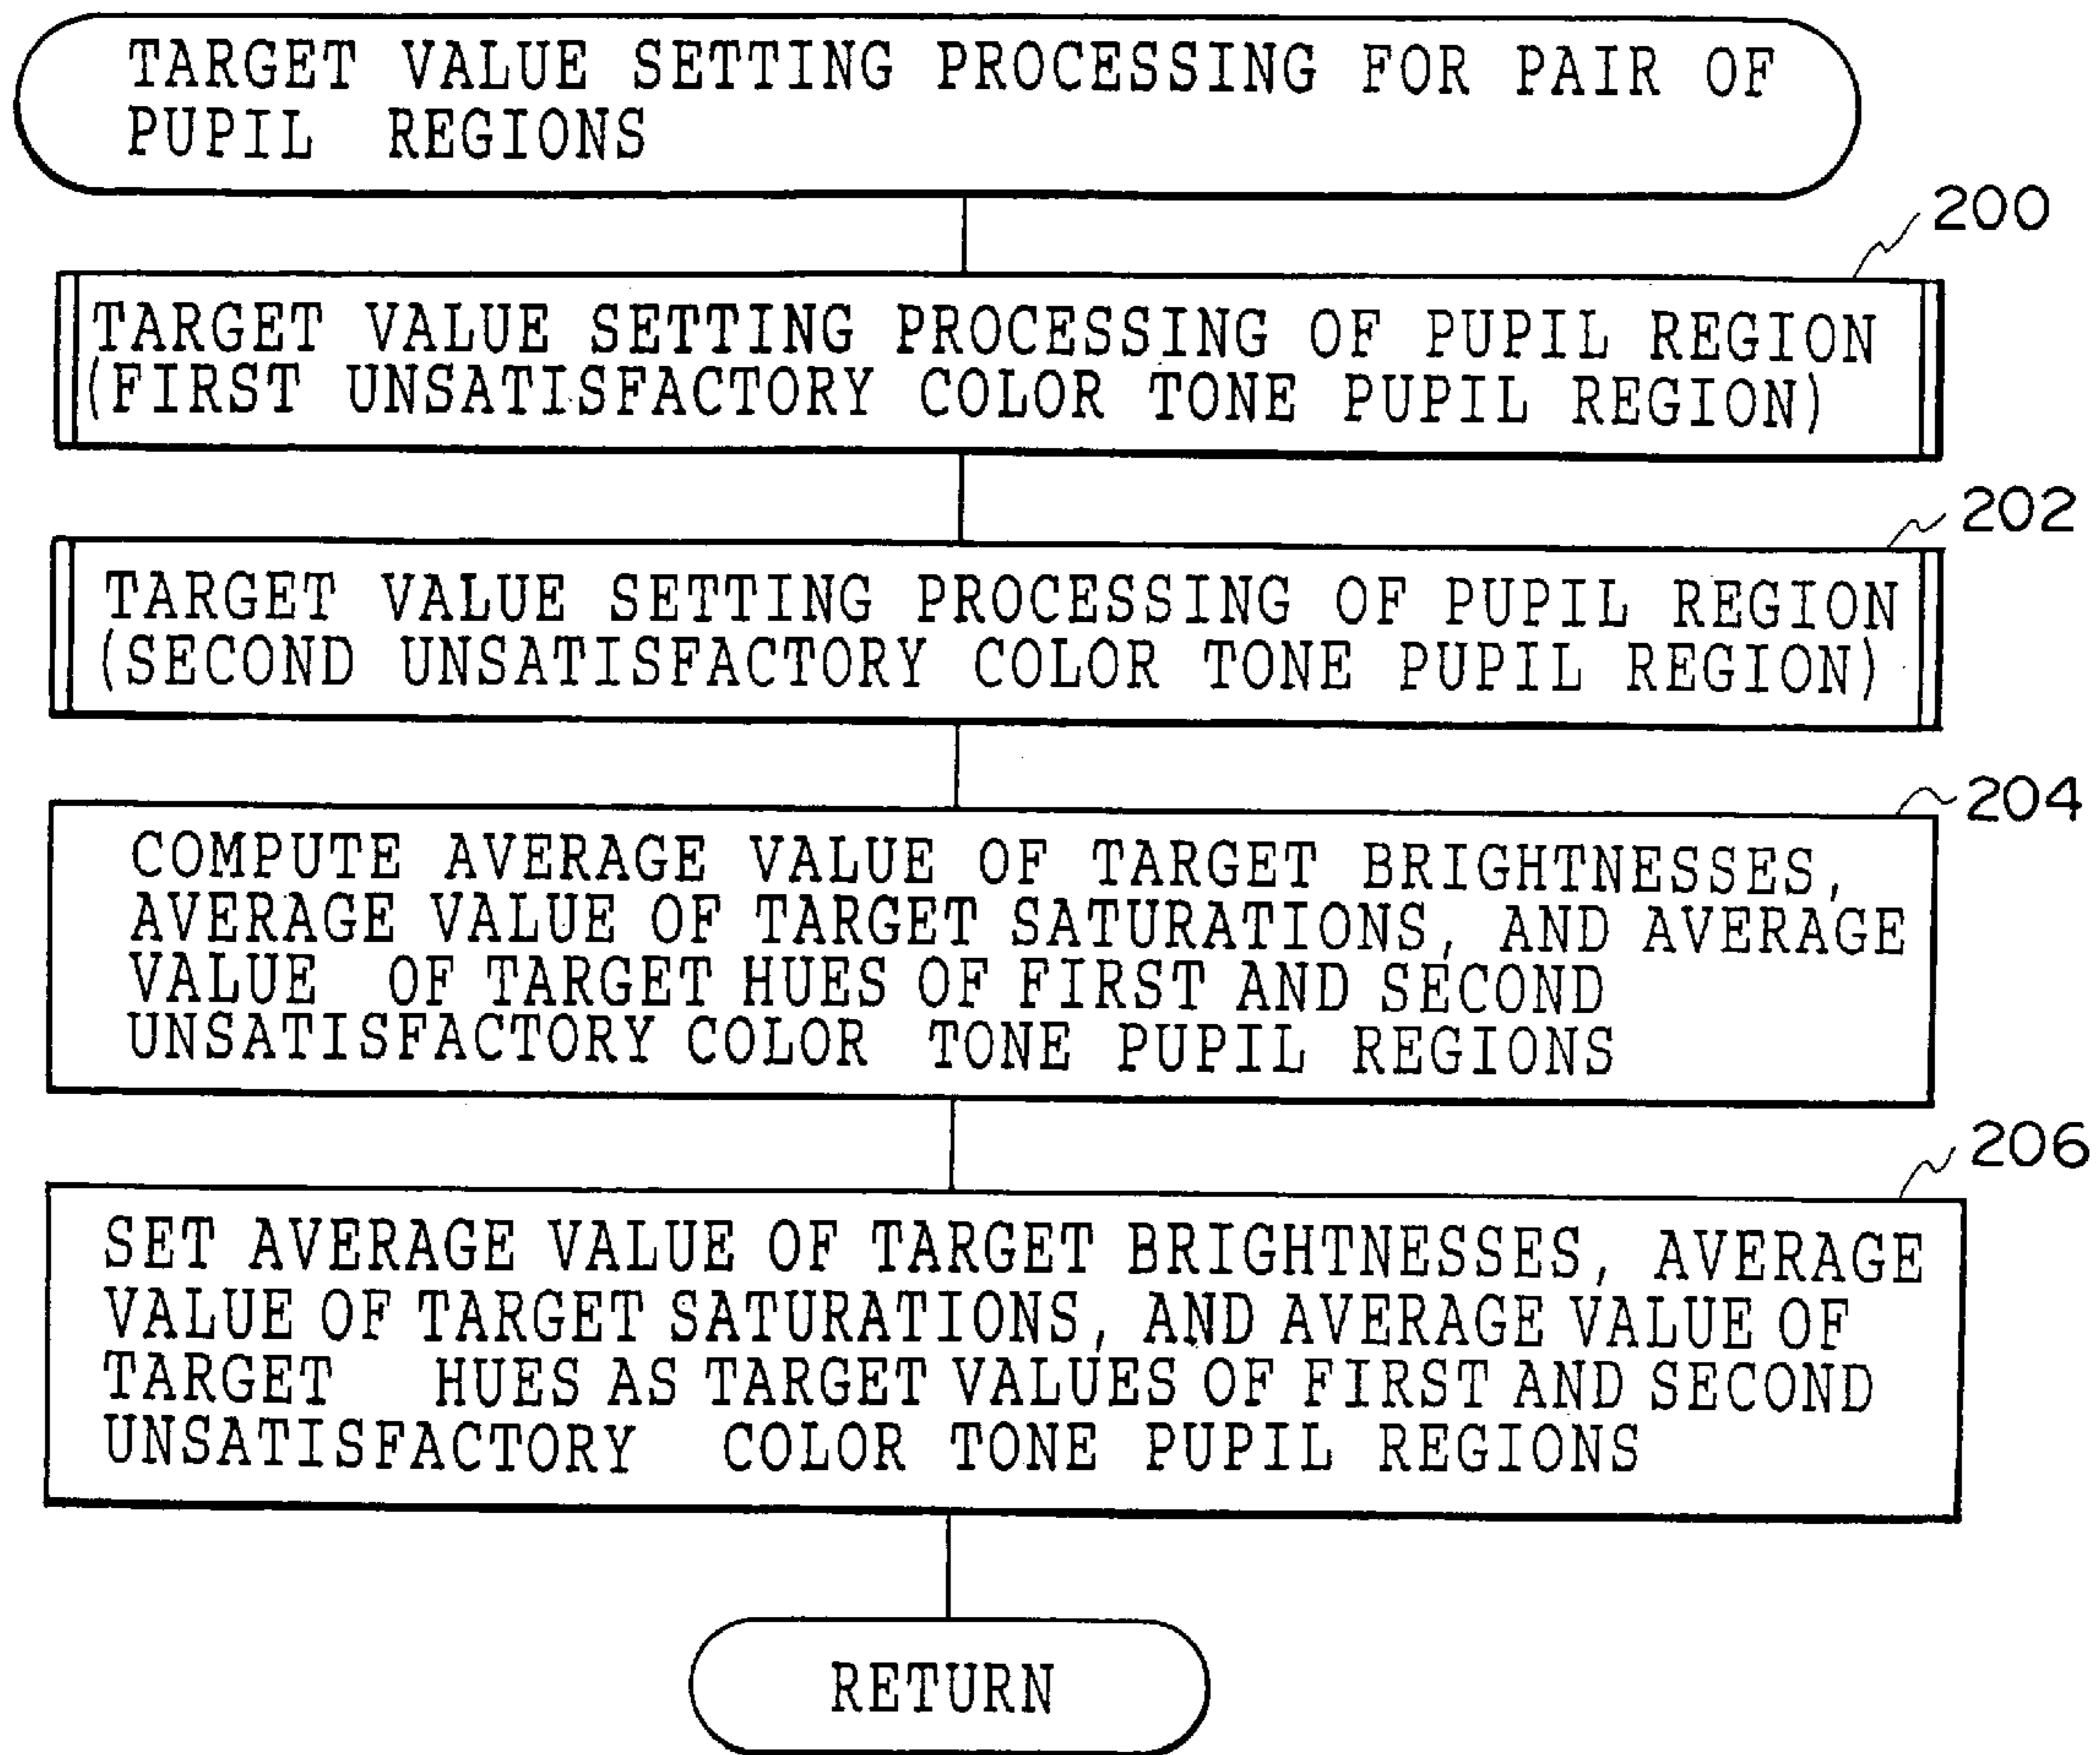 TARGET VALUE SETTING PROCESSING FOR PAIR OF
PUPIL REGIONS
200
TARGET VALUE SETTING PROCESSING OF PUPIL REGION
(FIRST UNSATISFACTORY COLOR TONE PUPIL REGION)
202
TARGET VALUE SETTING PROCESSING OF PUPIL REGION
(SECOND UNSATISFACTORY COLOR TONE PUPIL REGION)
204
COMPUTE AVERAGE VALUE OF TARGET BRIGHTNESSES,
AVERAGE VALUE OF TARGET SATURATIONS, AND AVERAGE
VALUE OF TARGET HUES OF FIRST AND SECOND
UNSATISFACTORY COLOR TONE PUPIL REGIONS
206
SET AVERAGE VALUE OF TARGET BRIGHTNESSES, AVERAGE
VALUE OF TARGET SATURATIONS, AND AVERAGE VALUE OF
TARGET HUES AS TARGET VALUES OF FIRST AND SECOND
UNSATISFACTORY COLOR TONE PUPIL REGIONS
RETURN